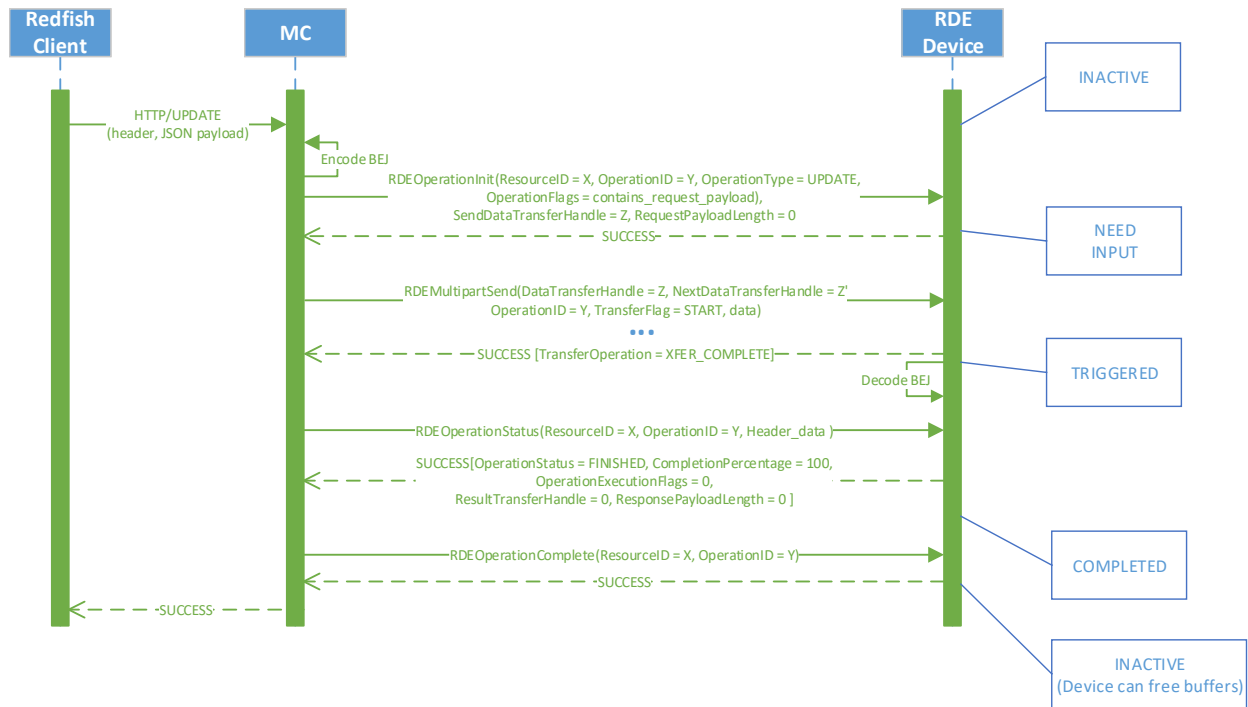 Redfish
Client
MC
RDE
Device
INACTIVE
HTTP/UPDATE
(header, JSON payload)
Encode BEJ
RDEOperationInit(ResourceID = X, OperationID = Y, OperationType = UPDATE,
OperationFlags = contains_request_payload),
SendDataTransferHandle = Z, RequestPayloadLength = 0
SUCCESS
NEED
INPUT
RDEMultipartSend(DataTransferHandle = Z, NextDataTransferHandle = Z'
OperationID = Y, TransferFlag = START, data)
...
SUCCESS [TransferOperation = XFER_COMPLETE]
TRIGGERED
Decode BEJ
RDEOperationStatus(ResourceID = X, OperationID = Y, Header_data )
SUCCESS[OperationStatus = FINISHED, CompletionPercentage = 100,
OperationExecutionFlags = 0,
ResultTransferHandle = 0, ResponsePayloadLength = 0 ]
RDEOperationComplete(ResourceID = X, OperationID = Y)
COMPLETED
SUCCESS
SUCCESS
INACTIVE
(Device can free buffers)